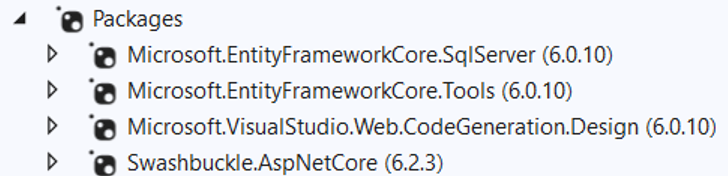 Packages
Microsoft.EntityFrameworkCore.SqlServer (6.0.10)
Microsoft.EntityFrameworkCore.Tools (6.0.10)
Microsoft.VisualStudio.Web.CodeGeneration.Design (6.0.10)
Swashbuckle.AspNetCore (6.2.3)